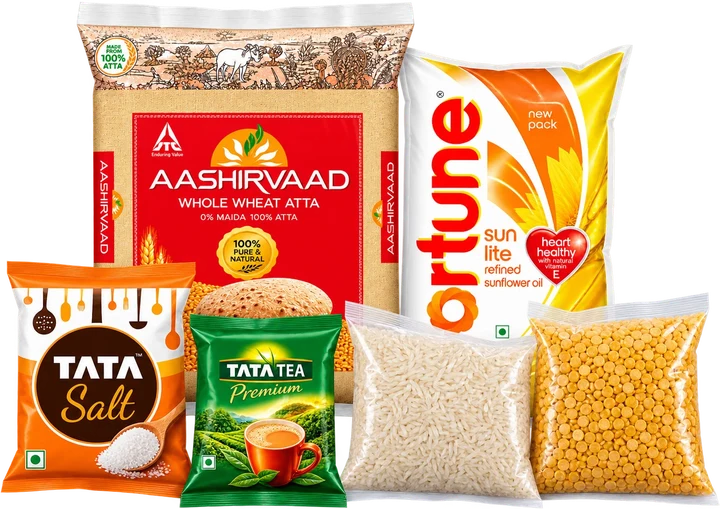 MADE FROM
100%
ATTA
ITC
Enduring Value
AASHIRVAAD
WHOLE WHEAT ATTA
0% MAIDA 100% ATTA
100%
PURE &
NATURAL
AASHIRVAAD
AASHIRVAAD
ortune®
new
pack
sun
lite
refined
sunflower oil
heart
healthy
with natural
vitamin
E
TATA™
Salt
TATA TEA
Premium